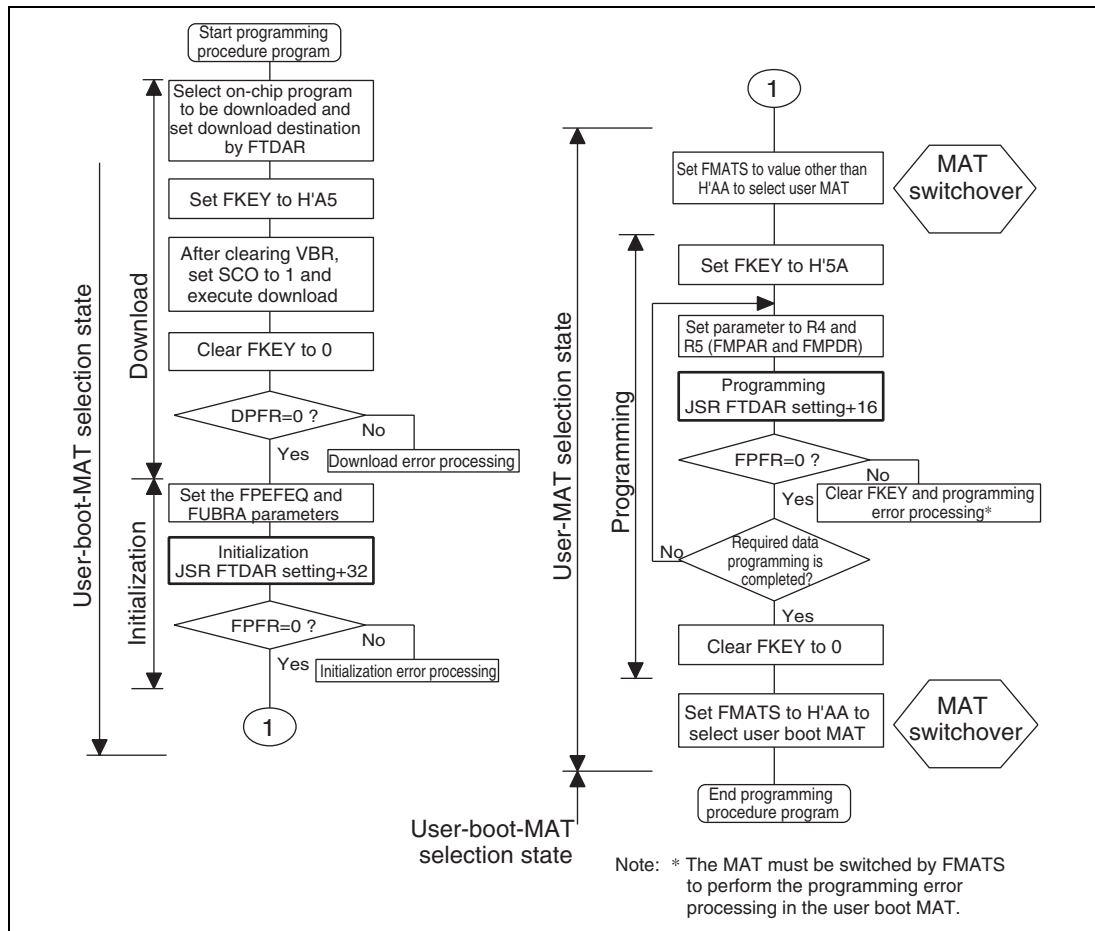 Start programming
procedure program
Select on-chip program
to be downloaded and
set download destination
by FTDAR
Set FKEY to H'A5
After clearing VBR,
set SCO to 1 and
execute download
Clear FKEY to 0
DPFR=0 ?
No
Yes
Download error processing
Set the FPEFEQ and
FUBRA parameters
Initialization
JSR FTDAR setting+32
FPFR=0 ?
No
Yes
Initialization error processing
1
Download
Initialization
User-boot-MAT selection state
1
Set FMATS to value other than
H'AA to select user MAT
MAT
switchover
Set FKEY to H'5A
Set parameter to R4 and
R5 (FMPAR and FMPDR)
Programming
JSR FTDAR setting+16
FPFR=0 ?
No
Yes
Clear FKEY and programming
error processing*
Required data
programming is
completed?
No
Yes
Clear FKEY to 0
Set FMATS to H'AA to
select user boot MAT
MAT
switchover
End programming
procedure program
Programming
User-MAT selection state
User-boot-MAT
selection state
Note: * The MAT must be switched by FMATS
to perform the programming error
processing in the user boot MAT.